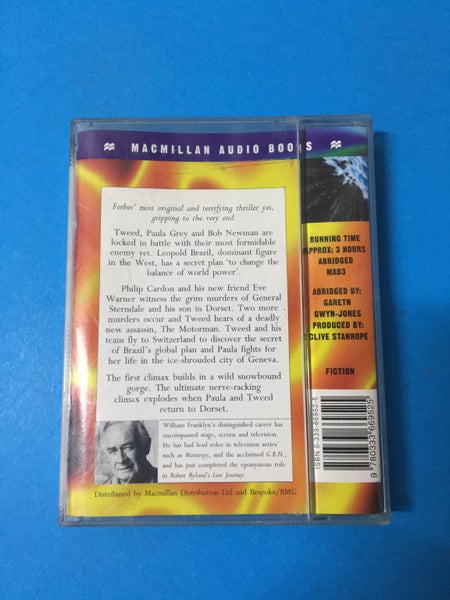 MACMILLAN AUDIO BOOKS
Forbes' most original and terrifying thriller yet,
gripping to the very end.
Tweed, Paula Grey and Bob Newman are
locked in battle with their most formidable
enemy yet. Leopold Brazil, dominant figure
in the West, has a secret plan 'to change the
balance of world power'.
Philip Cardon and his new friend Eve
Warner witness the grim murders of General
Sterndale and his son in Dorset. Two more
murders occur and Tweed hears of a deadly
new assassin, The Motorman. Tweed and his
team fly to Switzerland to discover the secret
of Brazil's global plan and Paula fights for
her life in the ice-shrouded city of Geneva.
The first climax builds in a wild snowbound
gorge. The ultimate nerve-racking
climax explodes when Paula and Tweed
return to Dorset.
William Franklyn's distinguished career has
encompassed stage, screen and television.
He has had lead roles in television series
such as Masterspy, and the acclaimed G.B.H.,
and has just completed the eponymous role
in Robert Ryland's Last Journey.
Distributed by Macmillan Distribution Ltd and Bespoke/BMG
RUNNING TIME
APPROX: 3 HOURS
ABRIDGED
MAB3
ABRIDGED BY:
GARETH
GWYN-JONES
PRODUCED BY:
CLIVE STANHOPE
FICTION
ISBN 0-333-66952-5
9 780333 669525